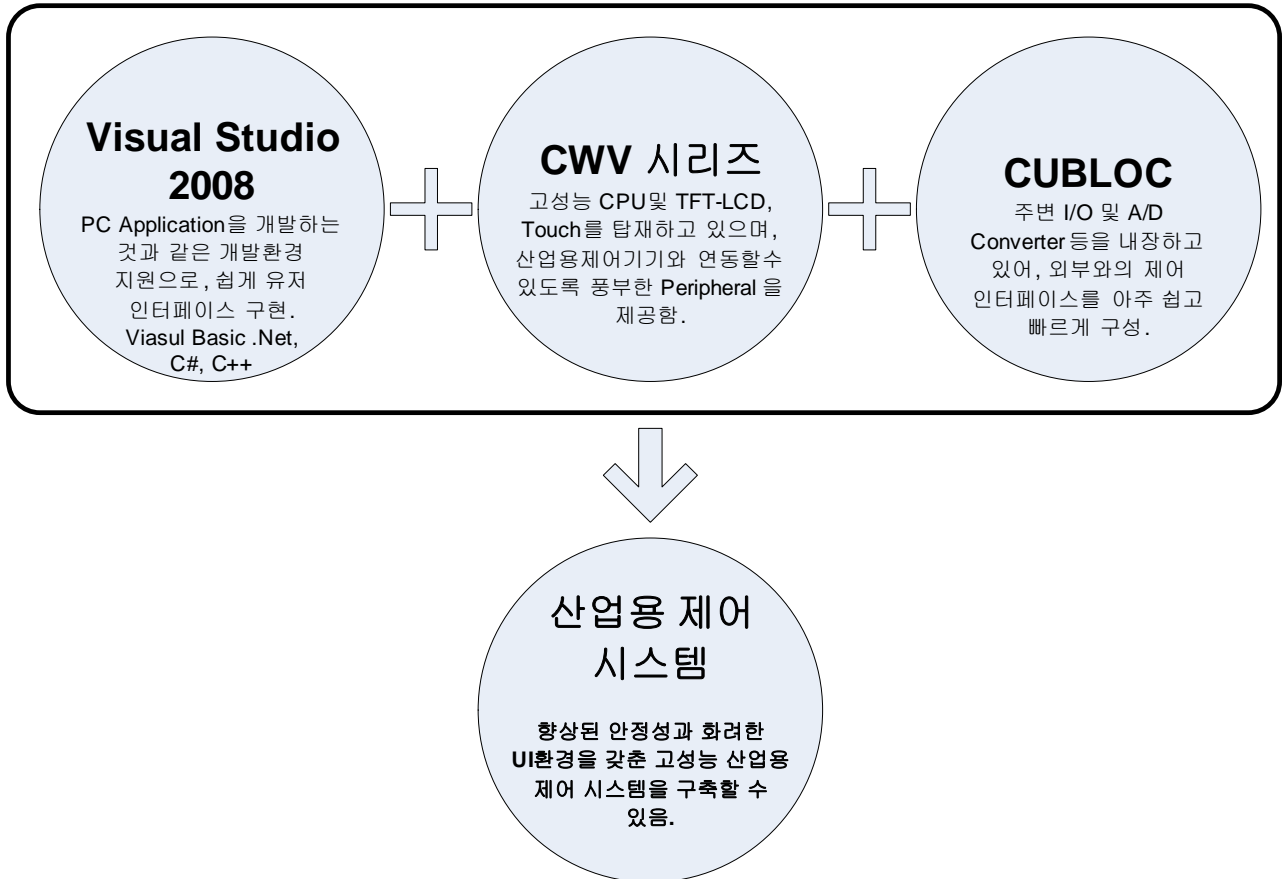 Visual Studio
2008
PC Application을 개발하는
것과 같은 개발환경
지원으로, 쉽게 유저
인터페이스 구현.
Viasul Basic .Net,
C#, C++
CWV 시리즈
고성능 CPU및 TFT-LCD,
Touch를 탑재하고 있으며,
산업용제어기기와 연동할수
있도록 풍부한 Peripheral 을
제공함.
CUBLOC
주변 I/O 및 A/D
Converter 등을 내장하고
있어, 외부와의 제어
인터페이스를 아주 쉽고
빠르게 구성.
산업용 제어
시스템
향상된 안정성과 화려한
UI환경을 갖춘 고성능 산업용
제어 시스템을 구축할 수
있음.